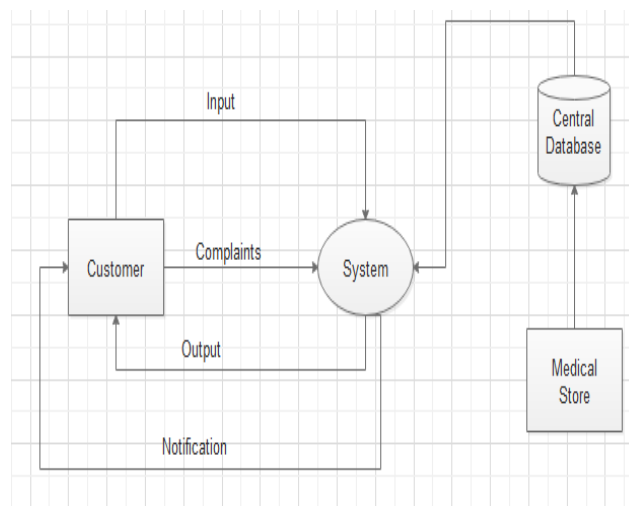 Input
Central
Database
Complaints
Customer
System
Output
Medical
Store
Notification